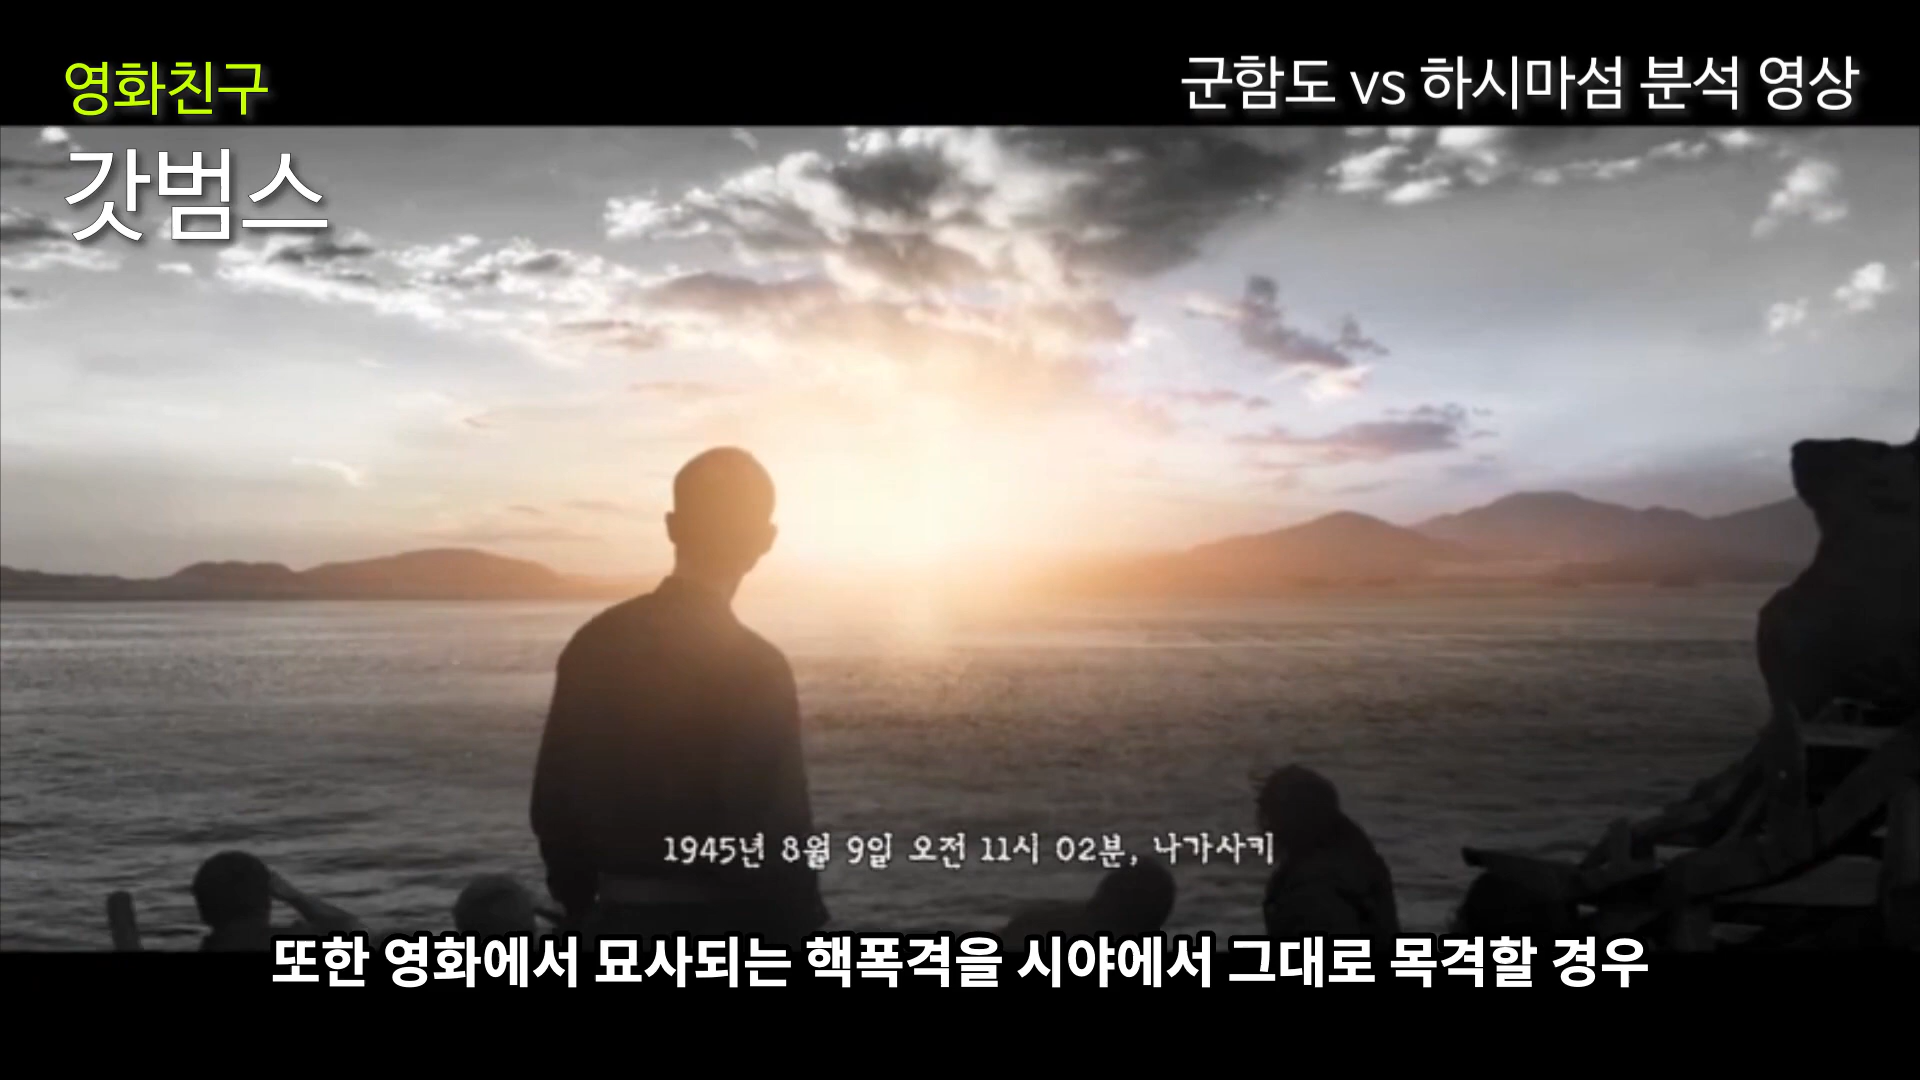 영화친구
군함도 vs 하시마섬 분석 영상
갓범스
1945년 8월 9일 오전 11시 02분, 나가사키
또한 영화에서 묘사되는 핵폭격을 시야에서 그대로 목격할 경우